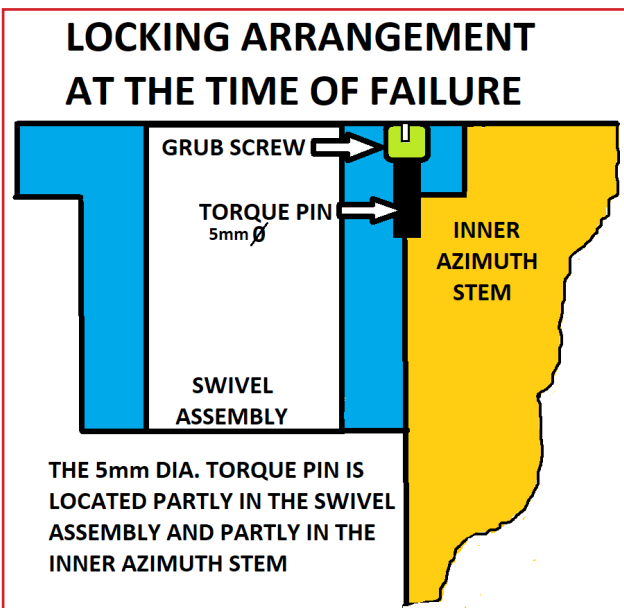 LOCKING ARRANGEMENT
AT THE TIME OF FAILURE
GRUB SCREW
TORQUE PIN
5mm Ø
INNER
AZIMUTH
STEM
SWIVEL
ASSEMBLY
THE 5mm DIA. TORQUE PIN IS
LOCATED PARTLY IN THE SWIVEL
ASSEMBLY AND PARTLY IN THE
INNER AZIMUTH STEM